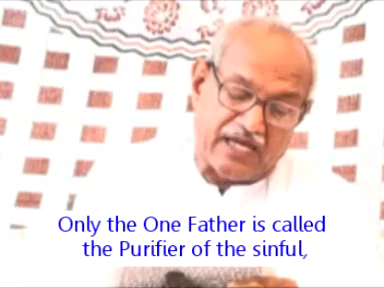 Only the One Father is called
the Purifier of the sinful,